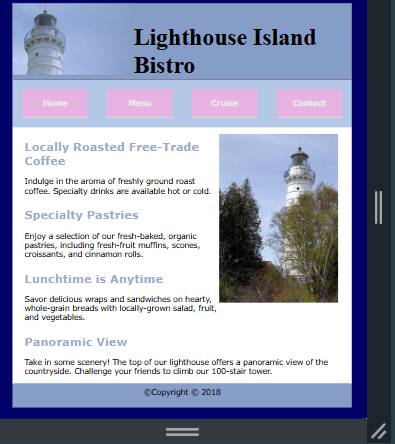 Lighthouse Island
Bistro
Home Menu Cruise Contact
Locally Roasted Free-Trade
Coffee
Indulge in the aroma of freshly ground roast
coffee. Specialty drinks are available hot or cold.
Specialty Pastries
Enjoy a selection of our fresh-baked, organic
pastries, including fresh-fruit muffins, scones,
croissants, and cinnamon rolls.
Lunchtime is Anytime
Savor delicious wraps and sandwiches on hearty,
whole-grain breads with locally-grown salad, fruit,
and vegetables.
Panoramic View
Take in some scenery! The top of our lighthouse offers a panoramic view of the
countryside. Challenge your friends to climb our 100-stair tower.
©Copyright © 2018